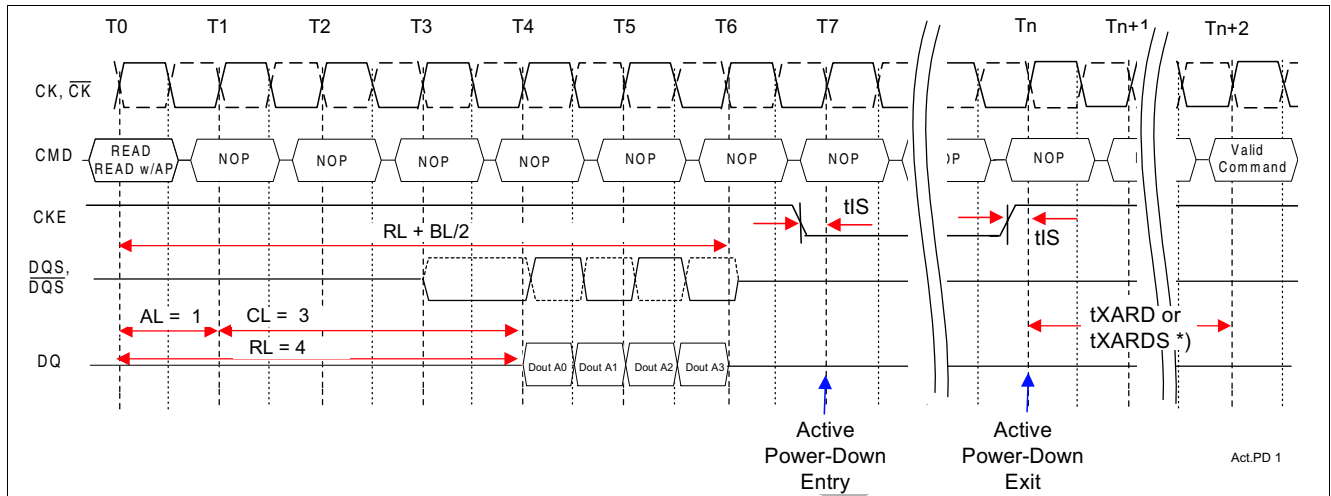 T0 T1 T2 T3 T4 T5 T6 T7 Tn Tn+1 Tn+2
CK, CK
CMD
READ
READ w/AP
NOP NOP NOP NOP NOP NOP NOP OP NOP
Valid
Command
CKE
tIS
tIS
RL + BL/2
DQS,
DQS
AL = 1 CL = 3
RL = 4
tXARD or
tXARDS *)
DQ
Dout A0 Dout A1 Dout A2 Dout A3
Active
Power-Down
Entry
Active
Power-Down
Exit
Act.PD 1